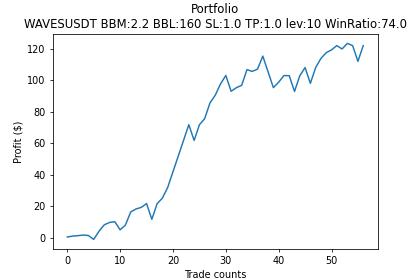 Portfolio
WAVESUSDT BBM:2.2 BBL:160 SL:1.0 TP:1.0 lev:10 WinRatio:74.0
120
100
80
60
40
20
0
Profit ($)
0 10 20 30 40 50
Trade counts